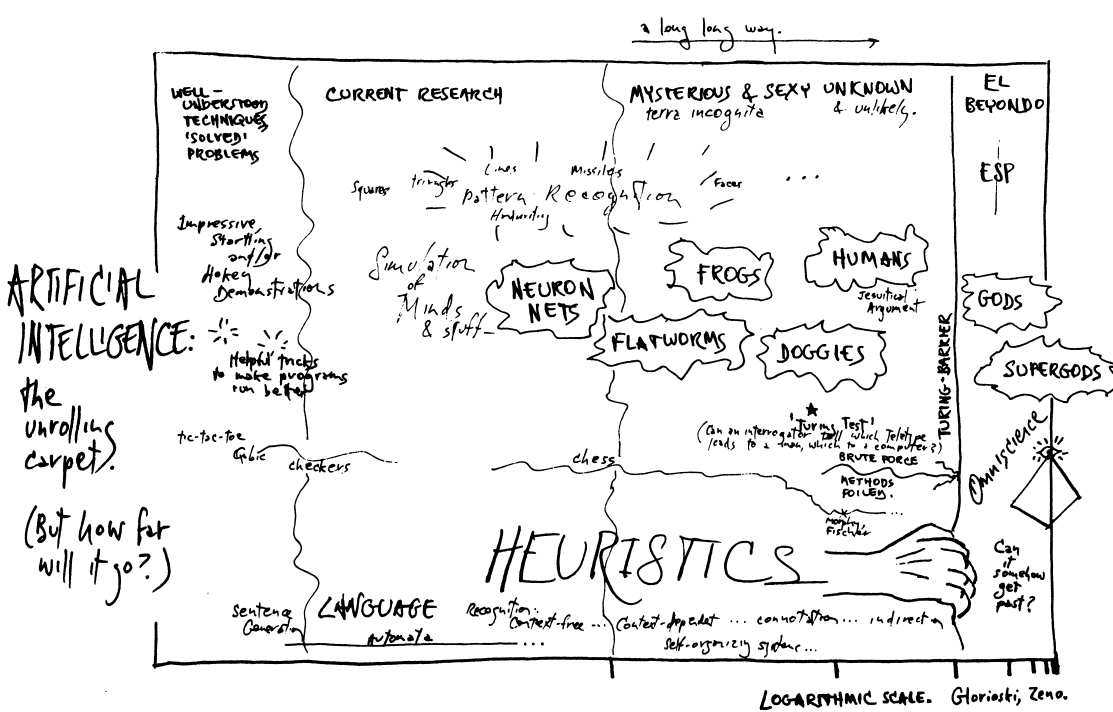 a long long way.
WELL-
UNDERSTOOD
TECHNIQUES,
'SOLVED'
PROBLEMS
CURRENT RESEARCH
MYSTERIOUS & SEXY UNKNOWN
terra incognita
& unlikely.
EL
BEYONDO
ESP
Squares
triangles
Lines
Missiles
Faces
...
Pattern Recognition
Handwriting
Impressive,
Startling
and/or
Hokey
Demonstrations
Simulation
of
Minds
& stuff
NEURON
NETS
FROGS
HUMANS
Jesuitical
Argument
FLATWORMS
DOGGIES
GODS
SUPERGODS
ARTIFICIAL
INTELLIGENCE:
the
unrolling
carpet.
(But how far
will it go?)
Helpful tricks
to make programs
run better
TURING-BARRIER
'Turing Test'
(Can an interrogator tell which Teletype
leads to a man, which to a computer?)
tic-tac-toe
Qubic
checkers
chess
BRUTE FORCE
METHODS
FOILED.
Morphy,
Fischer
...
Omniscience
HEURISTICS
Can
it
somehow
get
past?
Sentence
Generation
LANGUAGE
Automata
...
Recognition:
Context-free ...
Context-dependent ... connotation... indirection
Self-organizing systems...
LOGARITHMIC SCALE. Glorioski, Zeno.